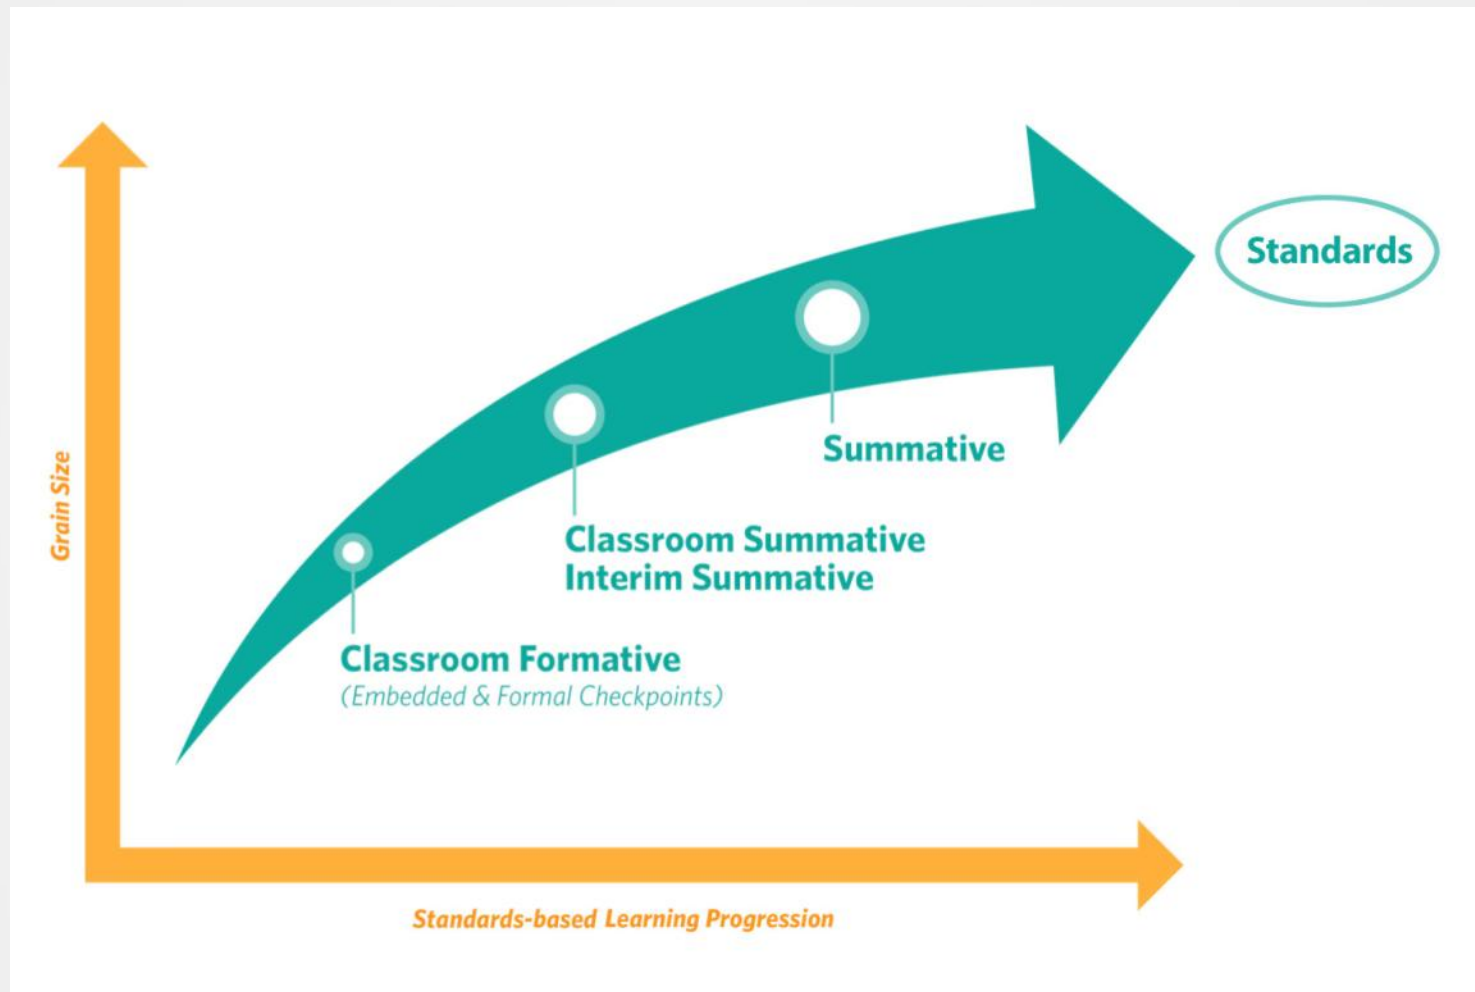 Standards
Summative
Classroom Summative
Interim Summative
Classroom Formative
(Embedded & Formal Checkpoints)
Grain Size
Standards-based Learning Progression